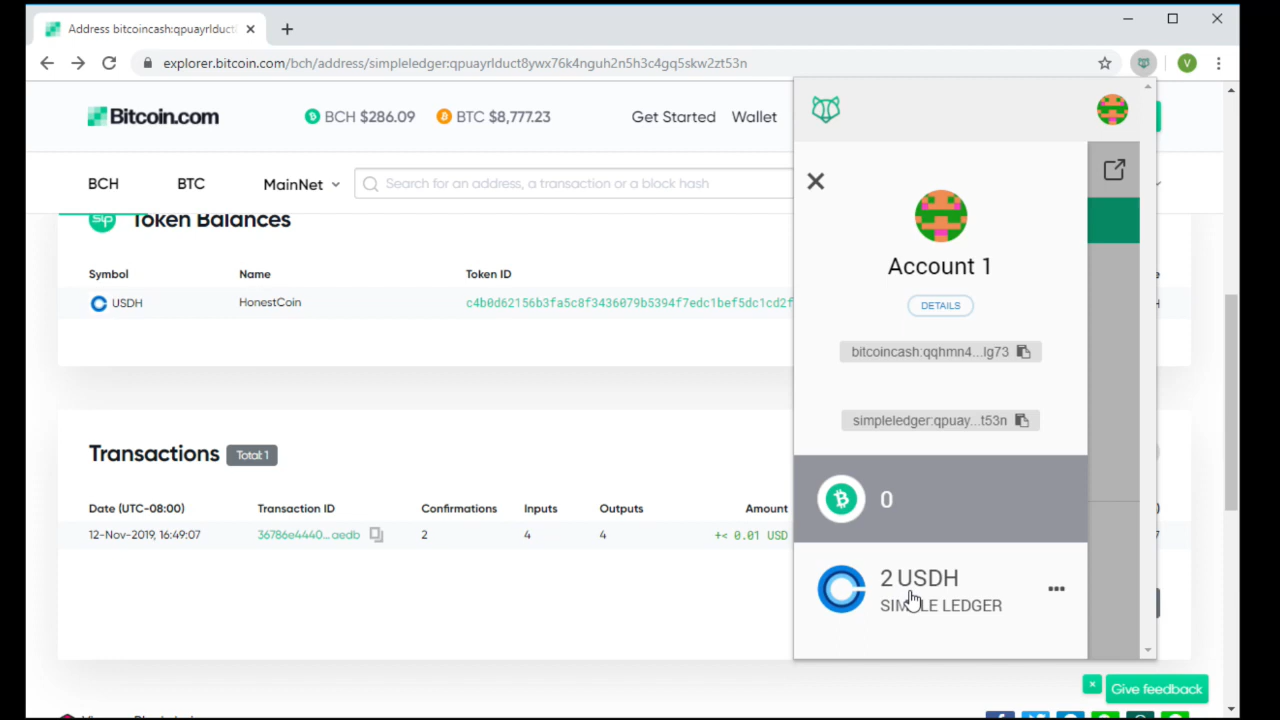 Address bitcoincash:qpuayrlducti
explorer.bitcoin.com/bch/address/simpleledger:qpuayrlduct8ywx76k4nguh2n5h3c4gq5skw2zt53n
V
Bitcoin.com
BCH $286.09
BTC $8,777.23
Get Started
Wallet
BCH
BTC
MainNet
Search for an address, a transaction or a block hash
slp
Token Balances
Symbol
Name
Token ID
USDH
HonestCoin
c4b0d62156b3fa5c8f3436079b5394f7edc1bef5dc1cd2f
Transactions
Total: 1
Date (UTC-08:00)
Transaction ID
Confirmations
Inputs
Outputs
Amount
12-Nov-2019, 16:49:07
36786e4440...aedb
2
4
4
+< 0.01 USD
Account 1
DETAILS
bitcoincash:qqhmn4...lg73
simpleledger:qpuay...t53n
0
2 USDH
SIMPLE LEDGER
Give feedback